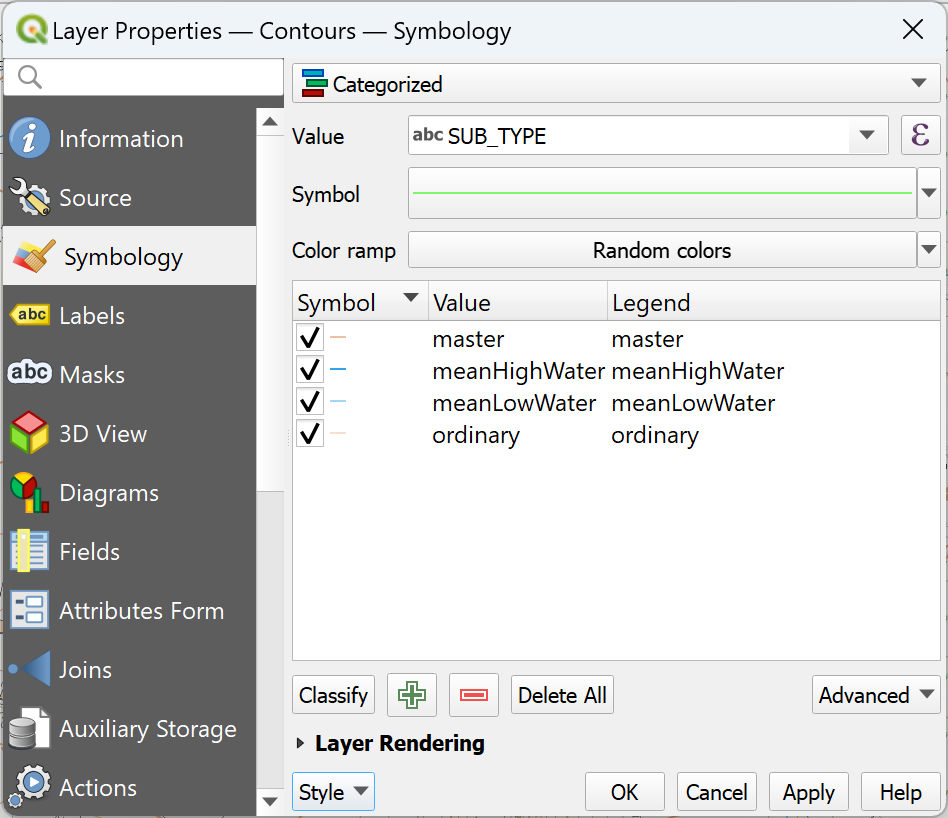 Layer Properties — Contours — Symbology
Categorized
Information
Value
abc SUB_TYPE
ε
Source
Symbol
Symbology
Color ramp
Random colors
abc Labels
Symbol Value Legend
master master
abc Masks
meanHighWater meanHighWater
meanLowWater meanLowWater
3D View
ordinary ordinary
Diagrams
Fields
Attributes Form
Joins
Classify
Delete All
Advanced
Auxiliary Storage
Layer Rendering
Actions
Style
OK
Cancel
Apply
Help